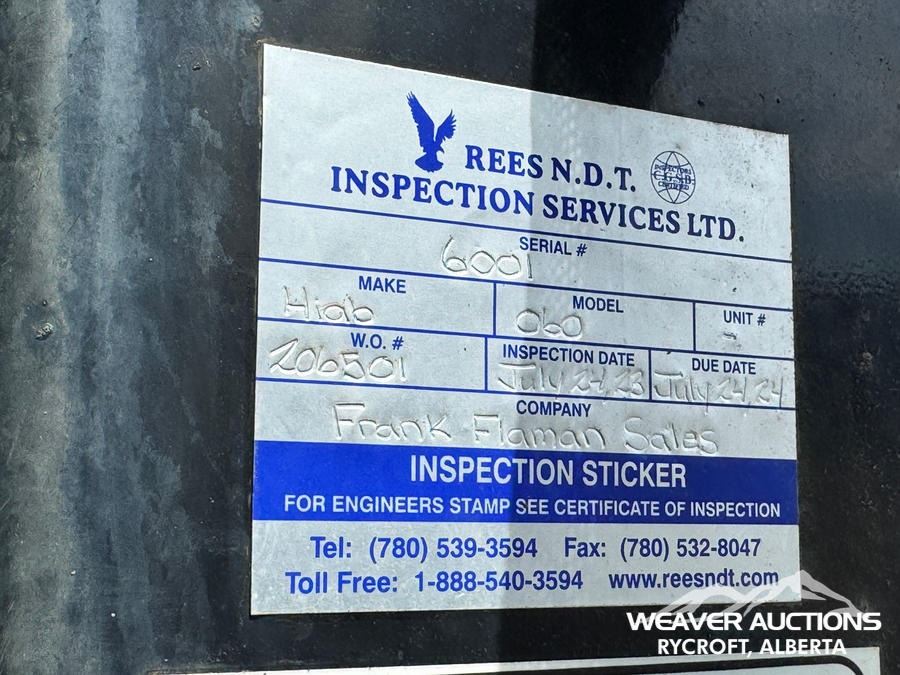 REES N.D.T.
INSPECTORS
C.G.S.B
CERTIFIED
INSPECTION SERVICES LTD.
SERIAL #
6001
MAKE
Hiab
MODEL
060
UNIT #
-
W.O. #
206501
INSPECTION DATE
July 24, 23
DUE DATE
July 24, 24
COMPANY
Frank Flaman Sales
INSPECTION STICKER
FOR ENGINEERS STAMP SEE CERTIFICATE OF INSPECTION
Tel: (780) 539-3594 Fax: (780) 532-8047
Toll Free: 1-888-540-3594 www.reesndt.com
WEAVER AUCTIONS
RYCROFT, ALBERTA